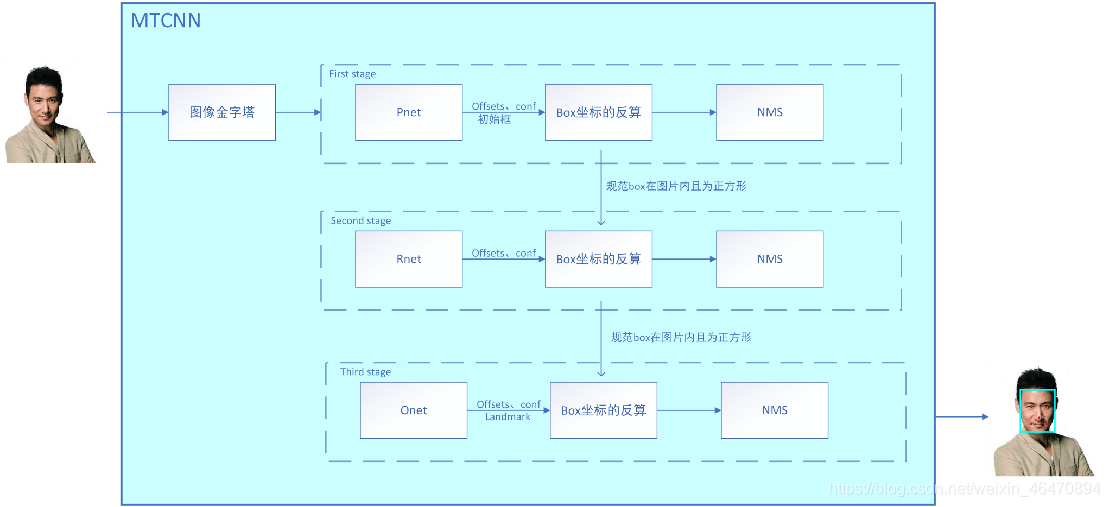 MTCNN
First stage
图像金字塔
Pnet
Offsets、conf
初始框
Box坐标的反算
NMS
规范box在图片内且为正方形
Second stage
Rnet
Offsets、conf
Box坐标的反算
NMS
规范box在图片内且为正方形
Third stage
Onet
Offsets、conf
Landmark
Box坐标的反算
NMS
https://blog.csdn.net/weixin_46470894